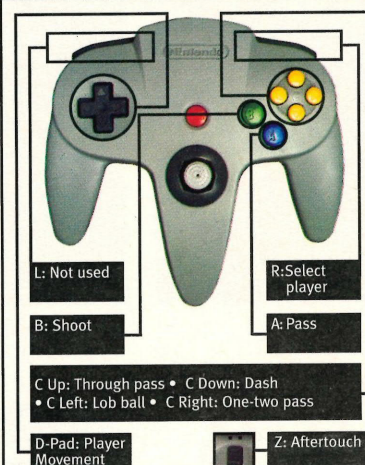 Nintendo
B
A
L: Not used
R:Select
player
B: Shoot
A: Pass
C Up: Through pass • C Down: Dash
• C Left: Lob ball • C Right: One-two pass
D-Pad: Player
Movement
Z: Aftertouch